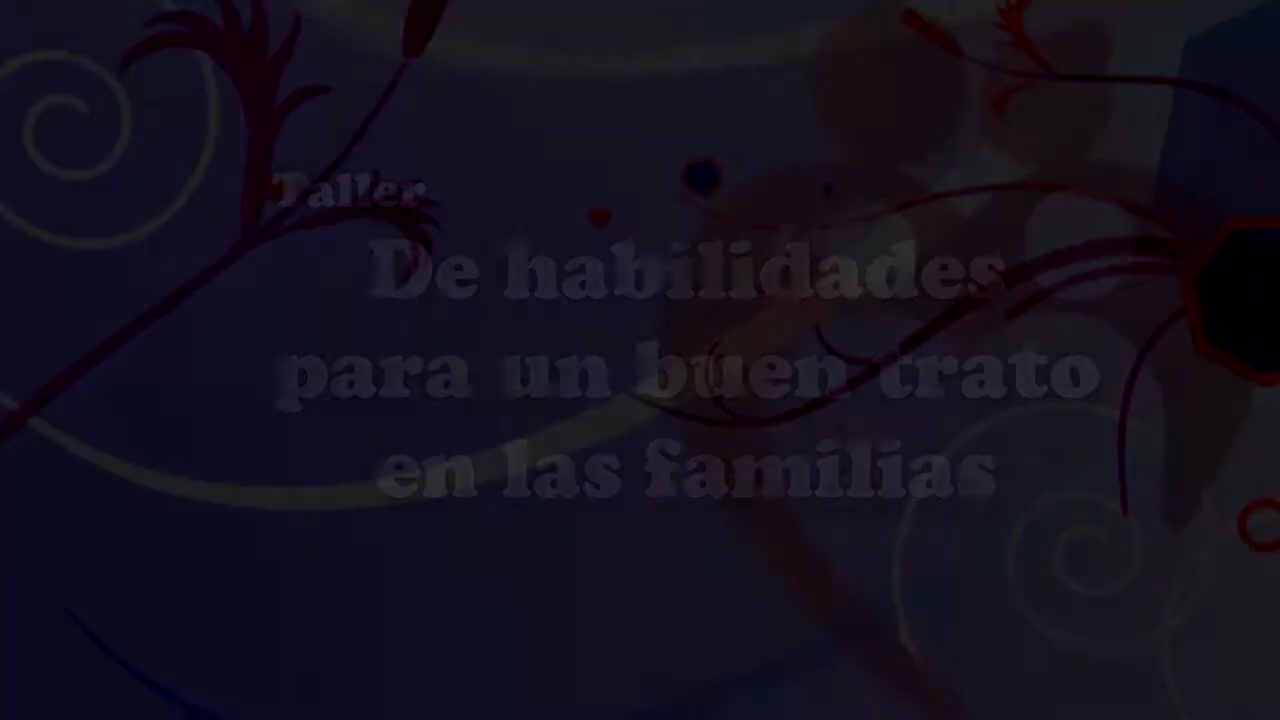 Taller
De habilidades
para un buen trato
en las familias